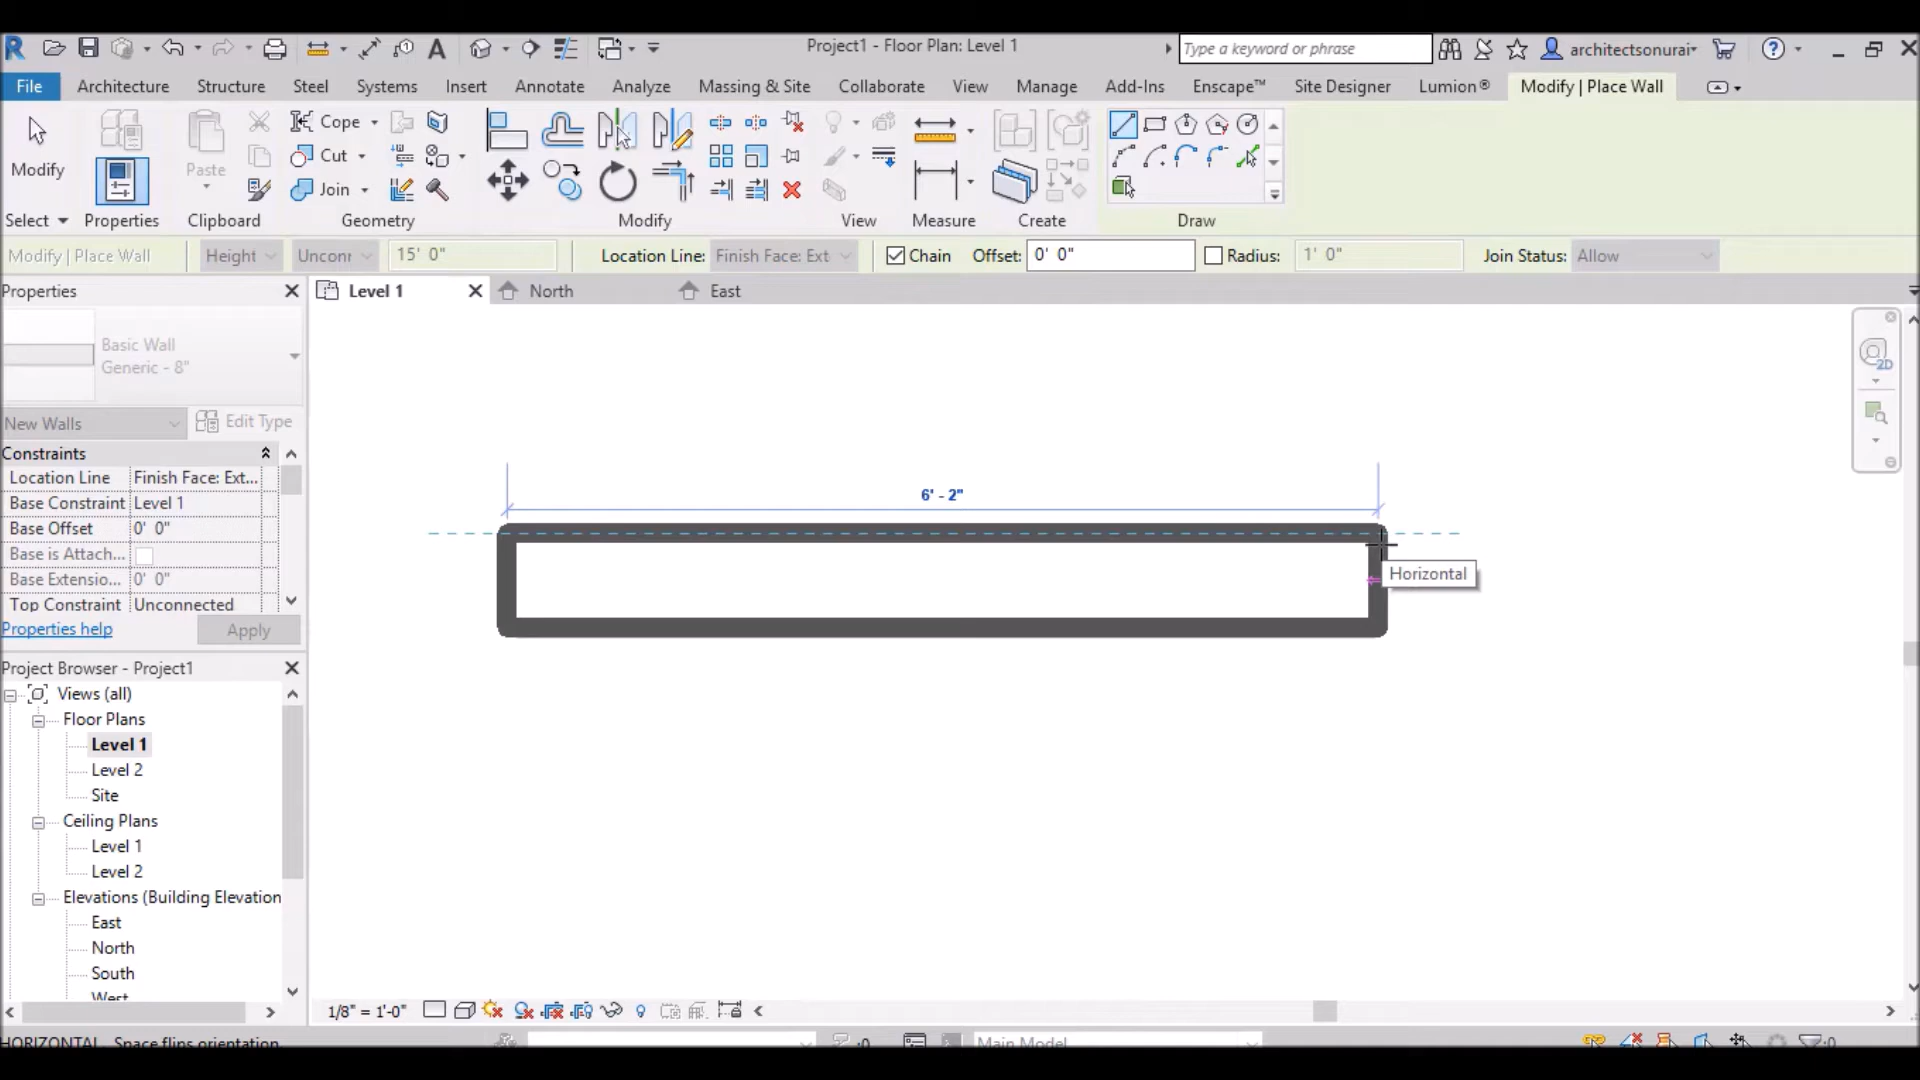 Project1 - Floor Plan: Level 1
Type a keyword or phrase
architectsonurai
File Architecture Structure Steel Systems Insert Annotate Analyze Massing & Site Collaborate View Manage Add-Ins Enscape™ Site Designer Lumion® Modify | Place Wall
Modify
Paste
Cope
Cut
Join
Select Properties Clipboard Geometry Modify View Measure Create Draw
Modify | Place Wall Height Unconr 15' 0" Location Line: Finish Face: Ext Chain Offset: 0' 0" Radius: 1' 0" Join Status: Allow
Properties
Level 1 North East
Basic Wall
Generic - 8"
2D
New Walls Edit Type
Constraints
Location Line Finish Face: Ext...
Base Constraint Level 1
Base Offset 0' 0"
Base is Attach...
Base Extensio... 0' 0"
Top Constraint Unconnected
Properties help Apply
6' - 2"
Horizontal
Project Browser - Project1
Views (all)
Floor Plans
Level 1
Level 2
Site
Ceiling Plans
Level 1
Level 2
Elevations (Building Elevation
East
North
South
West
1/8" = 1'-0"
HORIZONTAL Space flips orientation. :0 Main Model :0